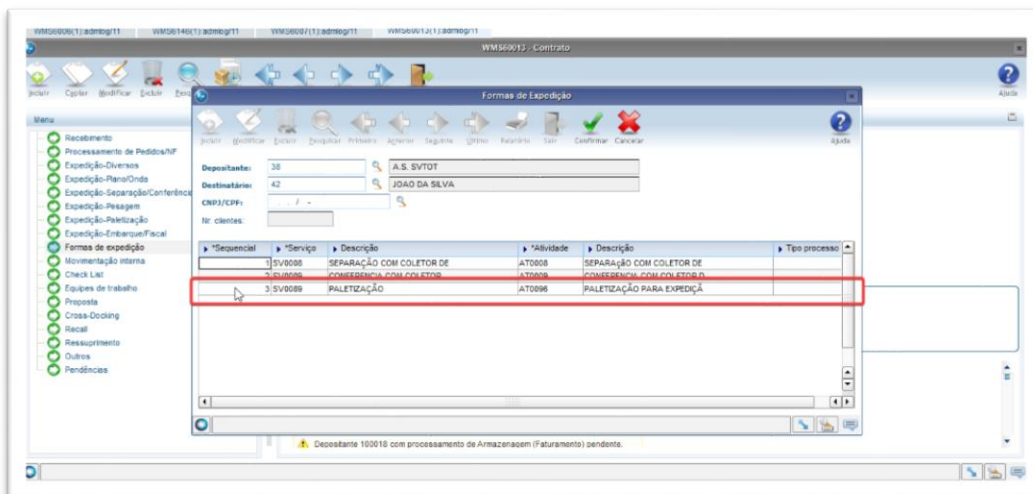 WMS6006(1):admlog/11 WMS6146(1):admlog/11 WMS6007(1):admlog/11 WMS60013(1):admlog/11
WMS60013 - Contrato
Incluir Copiar Modificar Excluir Ajuda
Formas de Expedição
Incluir Modificar Excluir Pesquisar Primeiro Anterior Seguinte Último Relatório Sair Confirmar Cancelar Ajuda
Menu
Recebimento
Processamento de Pedidos/NF
Expedição-Diversos
Expedição-Plano/Onda
Expedição-Separação/Conferência
Expedição-Pesagem
Expedição-Paletização
Expedição-Embarque/Fiscal
Formas de expedição
Movimentação interna
Check List
Equipes de trabalho
Proposta
Cross-Docking
Recall
Ressuprimento
Outros
Pendências
Depositante: 38 A.S. SVTOT
Destinatário: 42 JOAO DA SILVA
CNPJ/CPF: . . / -
Nr. clientes:
*Sequencial *Serviço Descrição *Atividade Descrição Tipo processo
1 SV0008 SEPARAÇÃO COM COLETOR DE AT0008 SEPARAçãO COM COLETOR DE
2 SV0009 CONFERENCIA COM COLETOR AT0009 CONFERENCIA COM COLETOR D
3 SV0089 PALETIZAÇÃO AT0096 PALETIZAÇÃO PARA EXPEDIÇÃ
Depositante 100018 com processamento de Armazenagem (Faturamento) pendente.